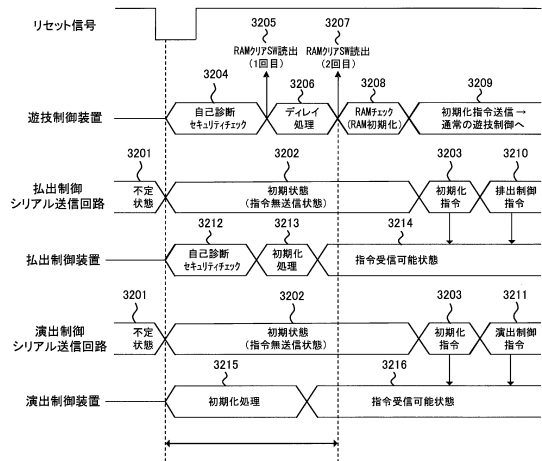 リセット信号
3205
3207
RAMクリアSW読出
(1回目)
RAMクリアSW読出
(2回目)
3204
3206
3208
3209
遊技制御装置
自己診断
セキュリティチェック
ディレイ
処理
RAMチェック
(RAM初期化)
初期化指令送信→
通常の遊技制御へ
3201
3202
3203
3210
払出制御
シリアル送信回路
不定
状態
初期状態
(指令無送信状態)
初期化
指令
排出制御
指令
3212
3213
3214
払出制御装置
自己診断
セキュリティチェック
初期化
処理
指令受信可能状態
3201
3202
3203
3211
演出制御
シリアル送信回路
不定
状態
初期状態
(指令無送信状態)
初期化
指令
演出制御
指令
3215
3216
演出制御装置
初期化処理
指令受信可能状態